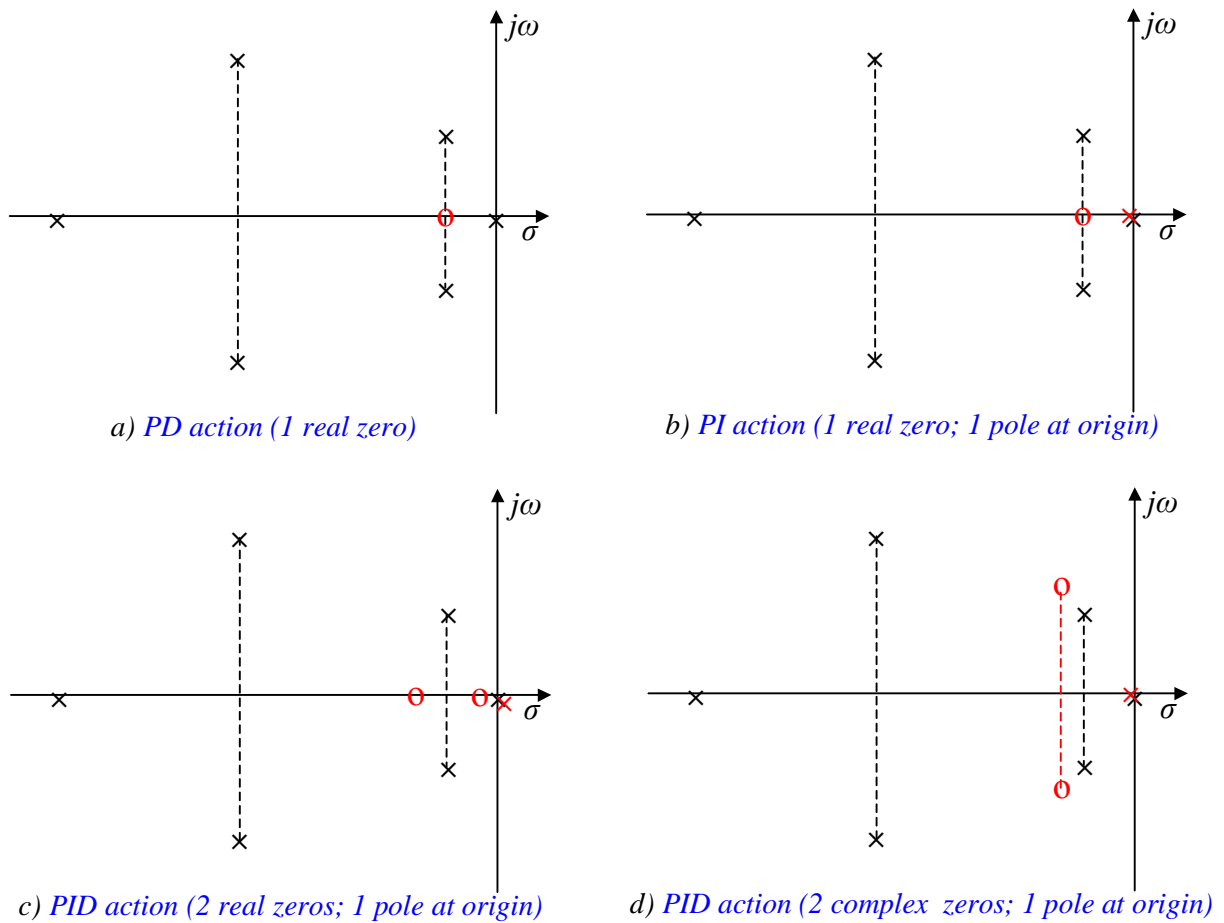 jω
σ
a) PD action (1 real zero)
jω
σ
b) PI action (1 real zero; 1 pole at origin)
jω
σ
c) PID action (2 real zeros; 1 pole at origin)
jω
σ
d) PID action (2 complex zeros; 1 pole at origin)